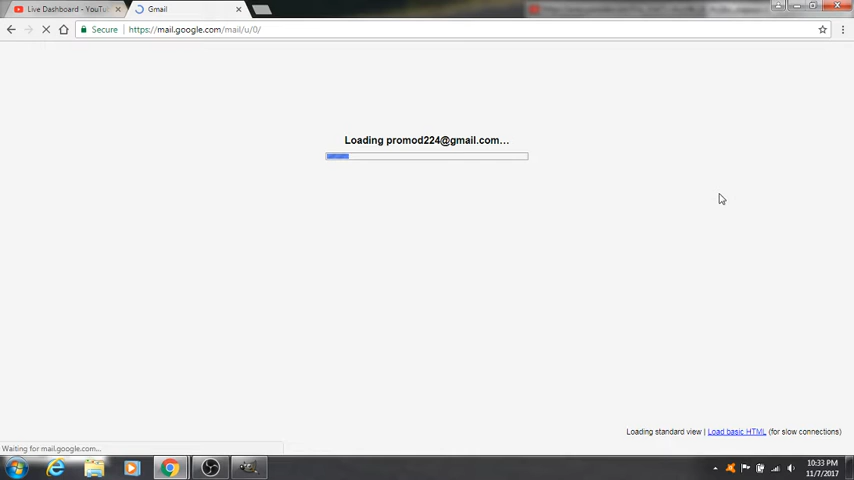 Live Dashboard - YouTu
Gmail
Secure
https://mail.google.com/mail/u/0/
Loading promod224@gmail.com…
Loading standard view | Load basic HTML (for slow connections)
Waiting for mail.google.com...
10:33 PM
11/7/2017